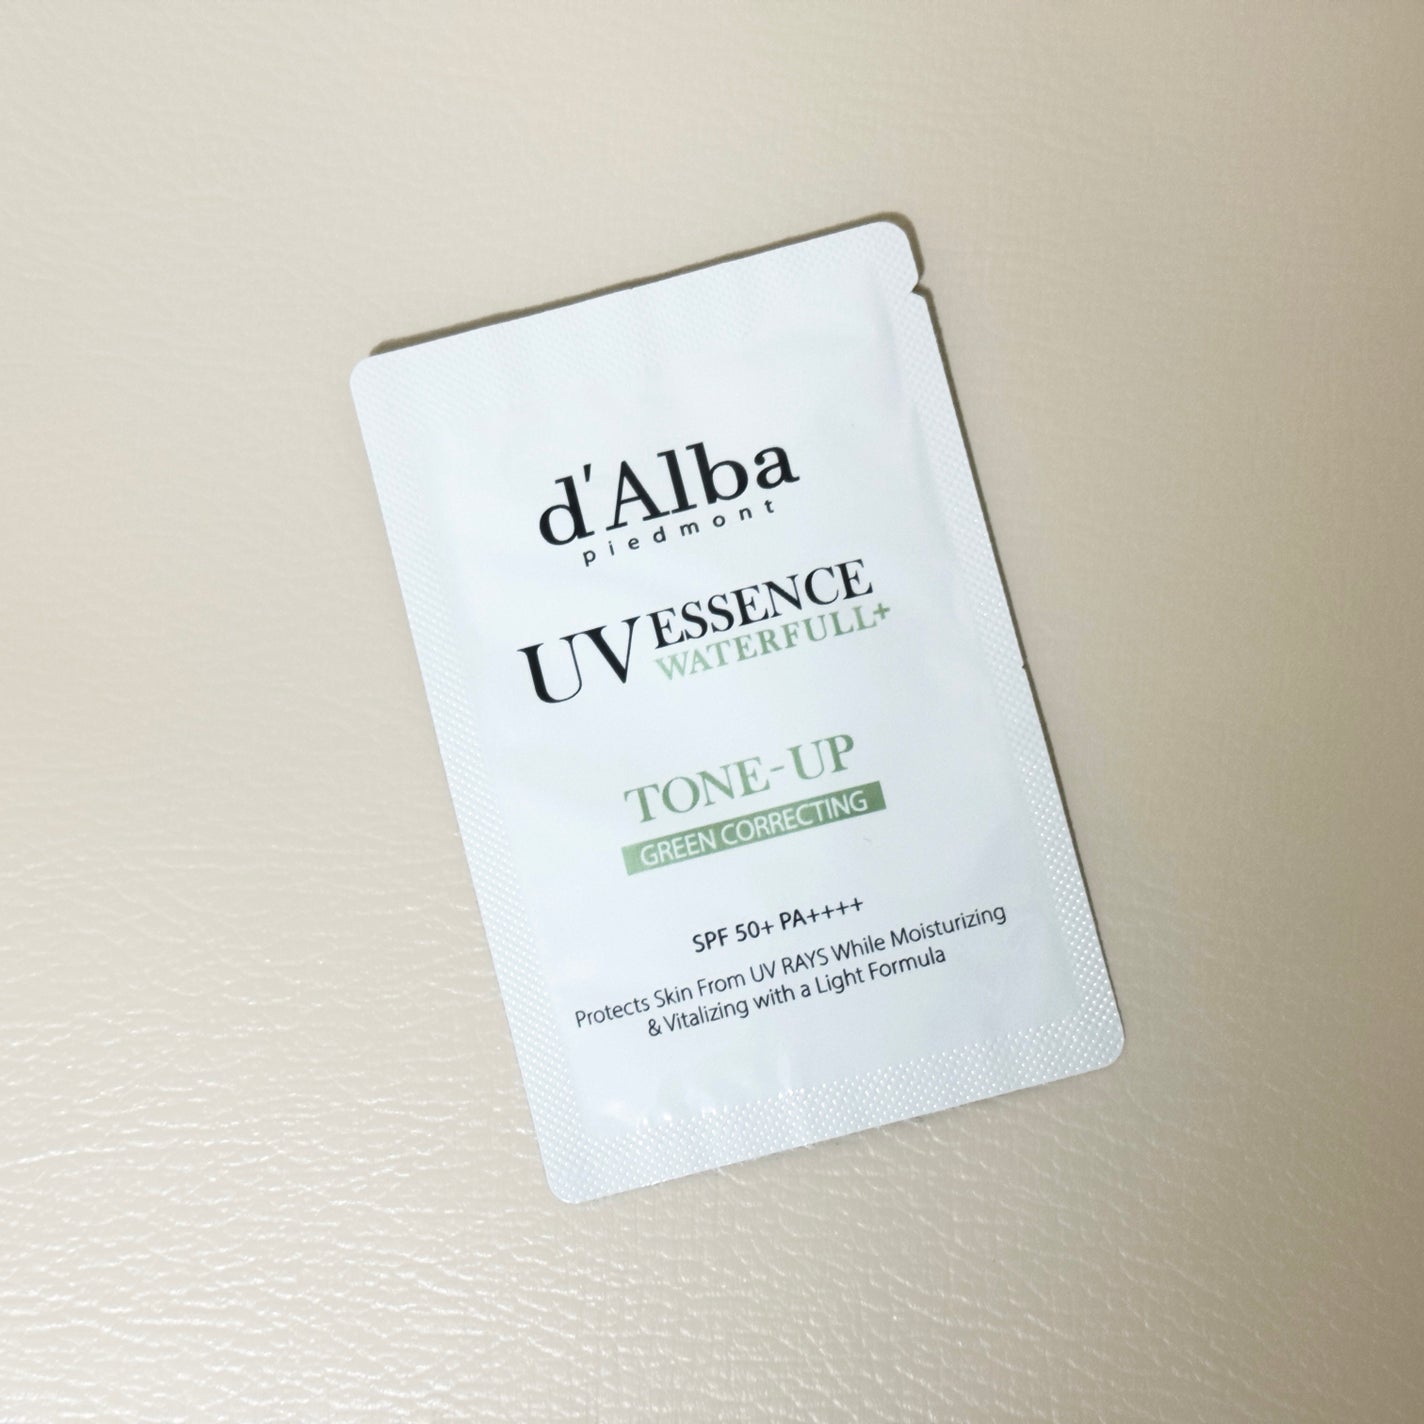 d'Alba
piedmont
UV ESSENCE
WATERFULL+
TONE-UP
GREEN CORRECTING
SPF 50+ PA++++
Protects Skin From UV RAYS While Moisturizing
& Vitalizing with a Light Formula